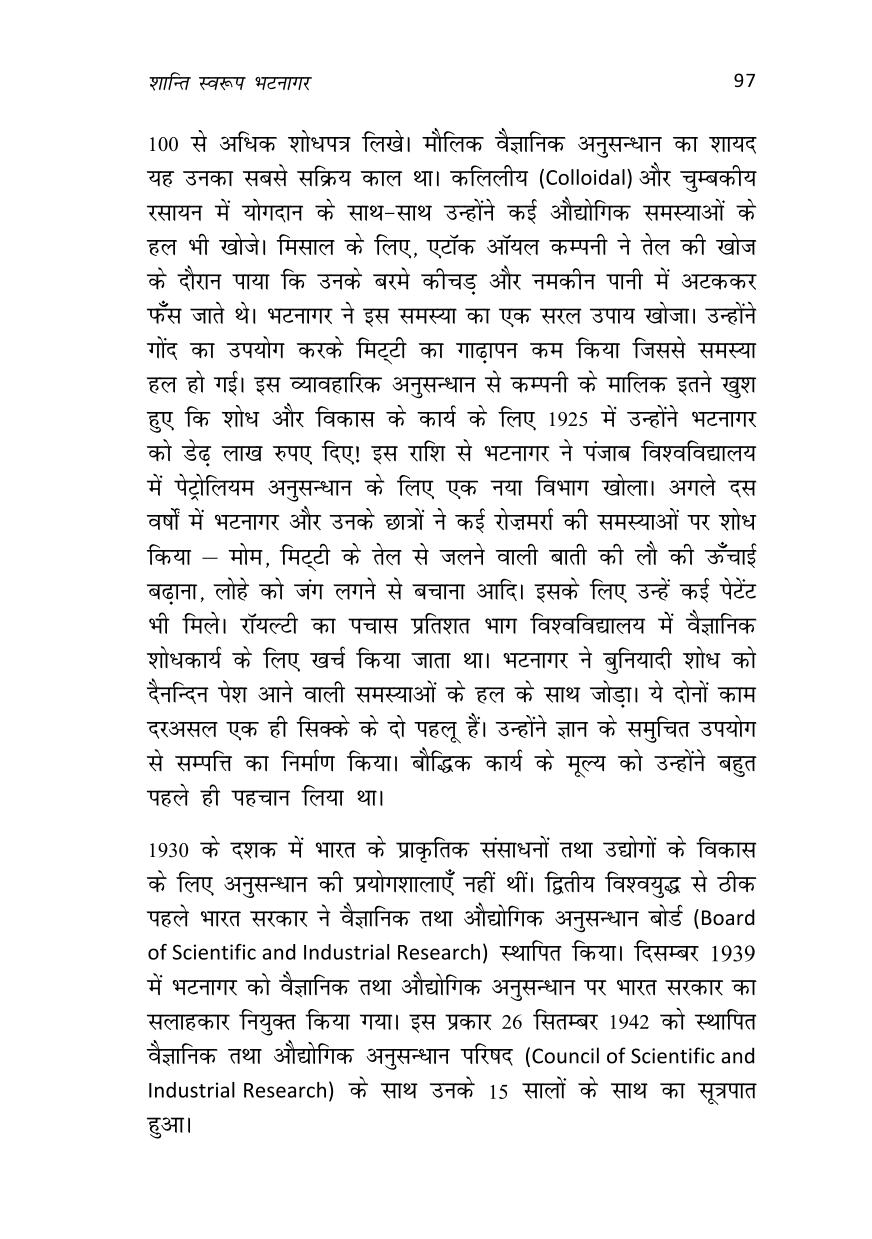 शान्ति स्वरूप भटनागर 97
100 से अधिक शोधपत्र लिखे। मौलिक वैज्ञानिक अनुसन्धान का शायद
यह उनका सबसे सक्रिय काल था। कलिलीय (Colloidal) और चुम्बकीय
रसायन में योगदान के साथ-साथ उन्होंने कई औद्योगिक समस्याओं के
हल भी खोजे। मिसाल के लिए, एटॉक ऑयल कम्पनी ने तेल की खोज
के दौरान पाया कि उनके बरमे कीचड़ और नमकीन पानी में अटककर
फँस जाते थे। भटनागर ने इस समस्या का एक सरल उपाय खोजा। उन्होंने
गोंद का उपयोग करके मिट्टी का गाढ़ापन कम किया जिससे समस्या
हल हो गई। इस व्यावहारिक अनुसन्धान से कम्पनी के मालिक इतने खुश
हुए कि शोध और विकास के कार्य के लिए 1925 में उन्होंने भटनागर
को डेढ़ लाख रुपए दिए! इस राशि से भटनागर ने पंजाब विश्वविद्यालय
में पेट्रोलियम अनुसन्धान के लिए एक नया विभाग खोला। अगले दस
वर्षों में भटनागर और उनके छात्रों ने कई रोज़मर्रा की समस्याओं पर शोध
किया – मोम, मिट्टी के तेल से जलने वाली बाती की लौ की ऊँचाई
बढ़ाना, लोहे को जंग लगने से बचाना आदि। इसके लिए उन्हें कई पेटेंट
भी मिले। रॉयल्टी का पचास प्रतिशत भाग विश्वविद्यालय में वैज्ञानिक
शोधकार्य के लिए खर्च किया जाता था। भटनागर ने बुनियादी शोध को
दैनन्दिन पेश आने वाली समस्याओं के हल के साथ जोड़ा। ये दोनों काम
दरअसल एक ही सिक्के के दो पहलू हैं। उन्होंने ज्ञान के समुचित उपयोग
से सम्पत्ति का निर्माण किया। बौद्धिक कार्य के मूल्य को उन्होंने बहुत
पहले ही पहचान लिया था।
1930 के दशक में भारत के प्राकृतिक संसाधनों तथा उद्योगों के विकास
के लिए अनुसन्धान की प्रयोगशालाएँ नहीं थीं। द्वितीय विश्वयुद्ध से ठीक
पहले भारत सरकार ने वैज्ञानिक तथा औद्योगिक अनुसन्धान बोर्ड (Board
of Scientific and Industrial Research) स्थापित किया। दिसम्बर 1939
में भटनागर को वैज्ञानिक तथा औद्योगिक अनुसन्धान पर भारत सरकार का
सलाहकार नियुक्त किया गया। इस प्रकार 26 सितम्बर 1942 को स्थापित
वैज्ञानिक तथा औद्योगिक अनुसन्धान परिषद (Council of Scientific and
Industrial Research) के साथ उनके 15 सालों के साथ का सूत्रपात
हुआ।